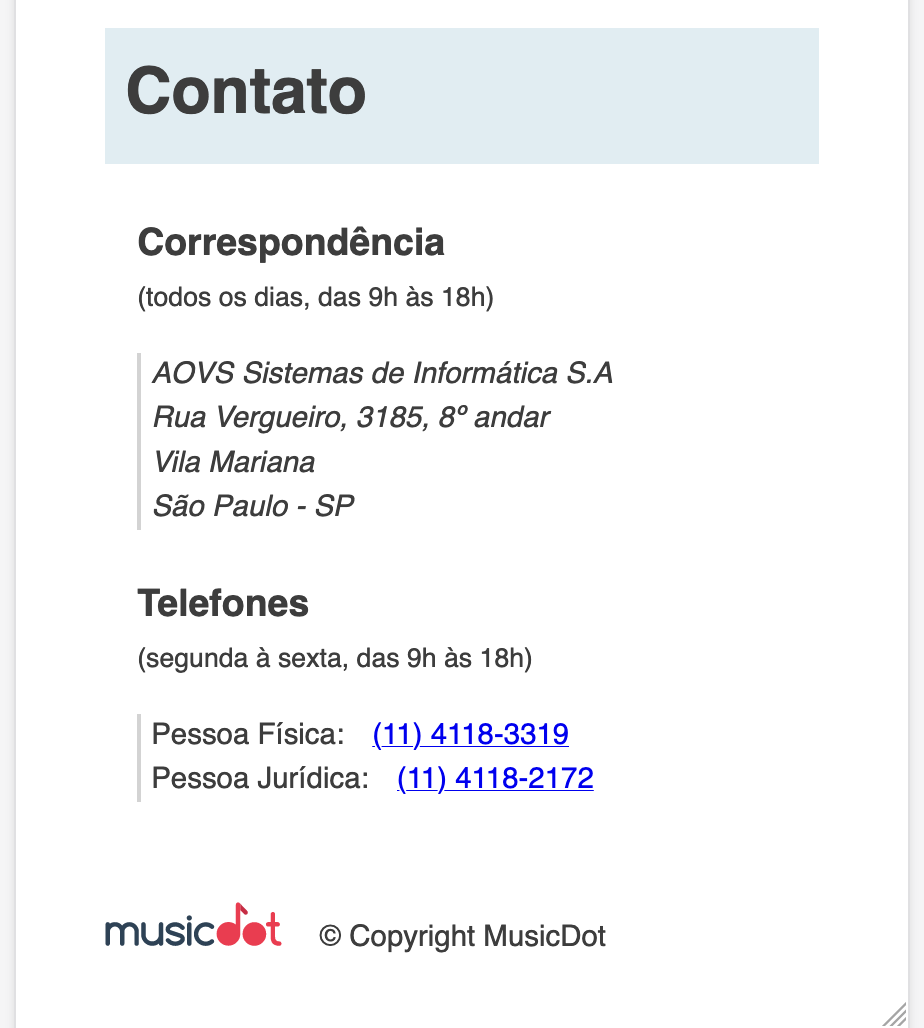 Contato
Correspondência
(todos os dias, das 9h às 18h)
AOVS Sistemas de Informática S.A
Rua Vergueiro, 3185, 8º andar
Vila Mariana
São Paulo - SP
Telefones
(segunda à sexta, das 9h às 18h)
Pessoa Física: (11) 4118-3319
Pessoa Jurídica: (11) 4118-2172
musicdot © Copyright MusicDot